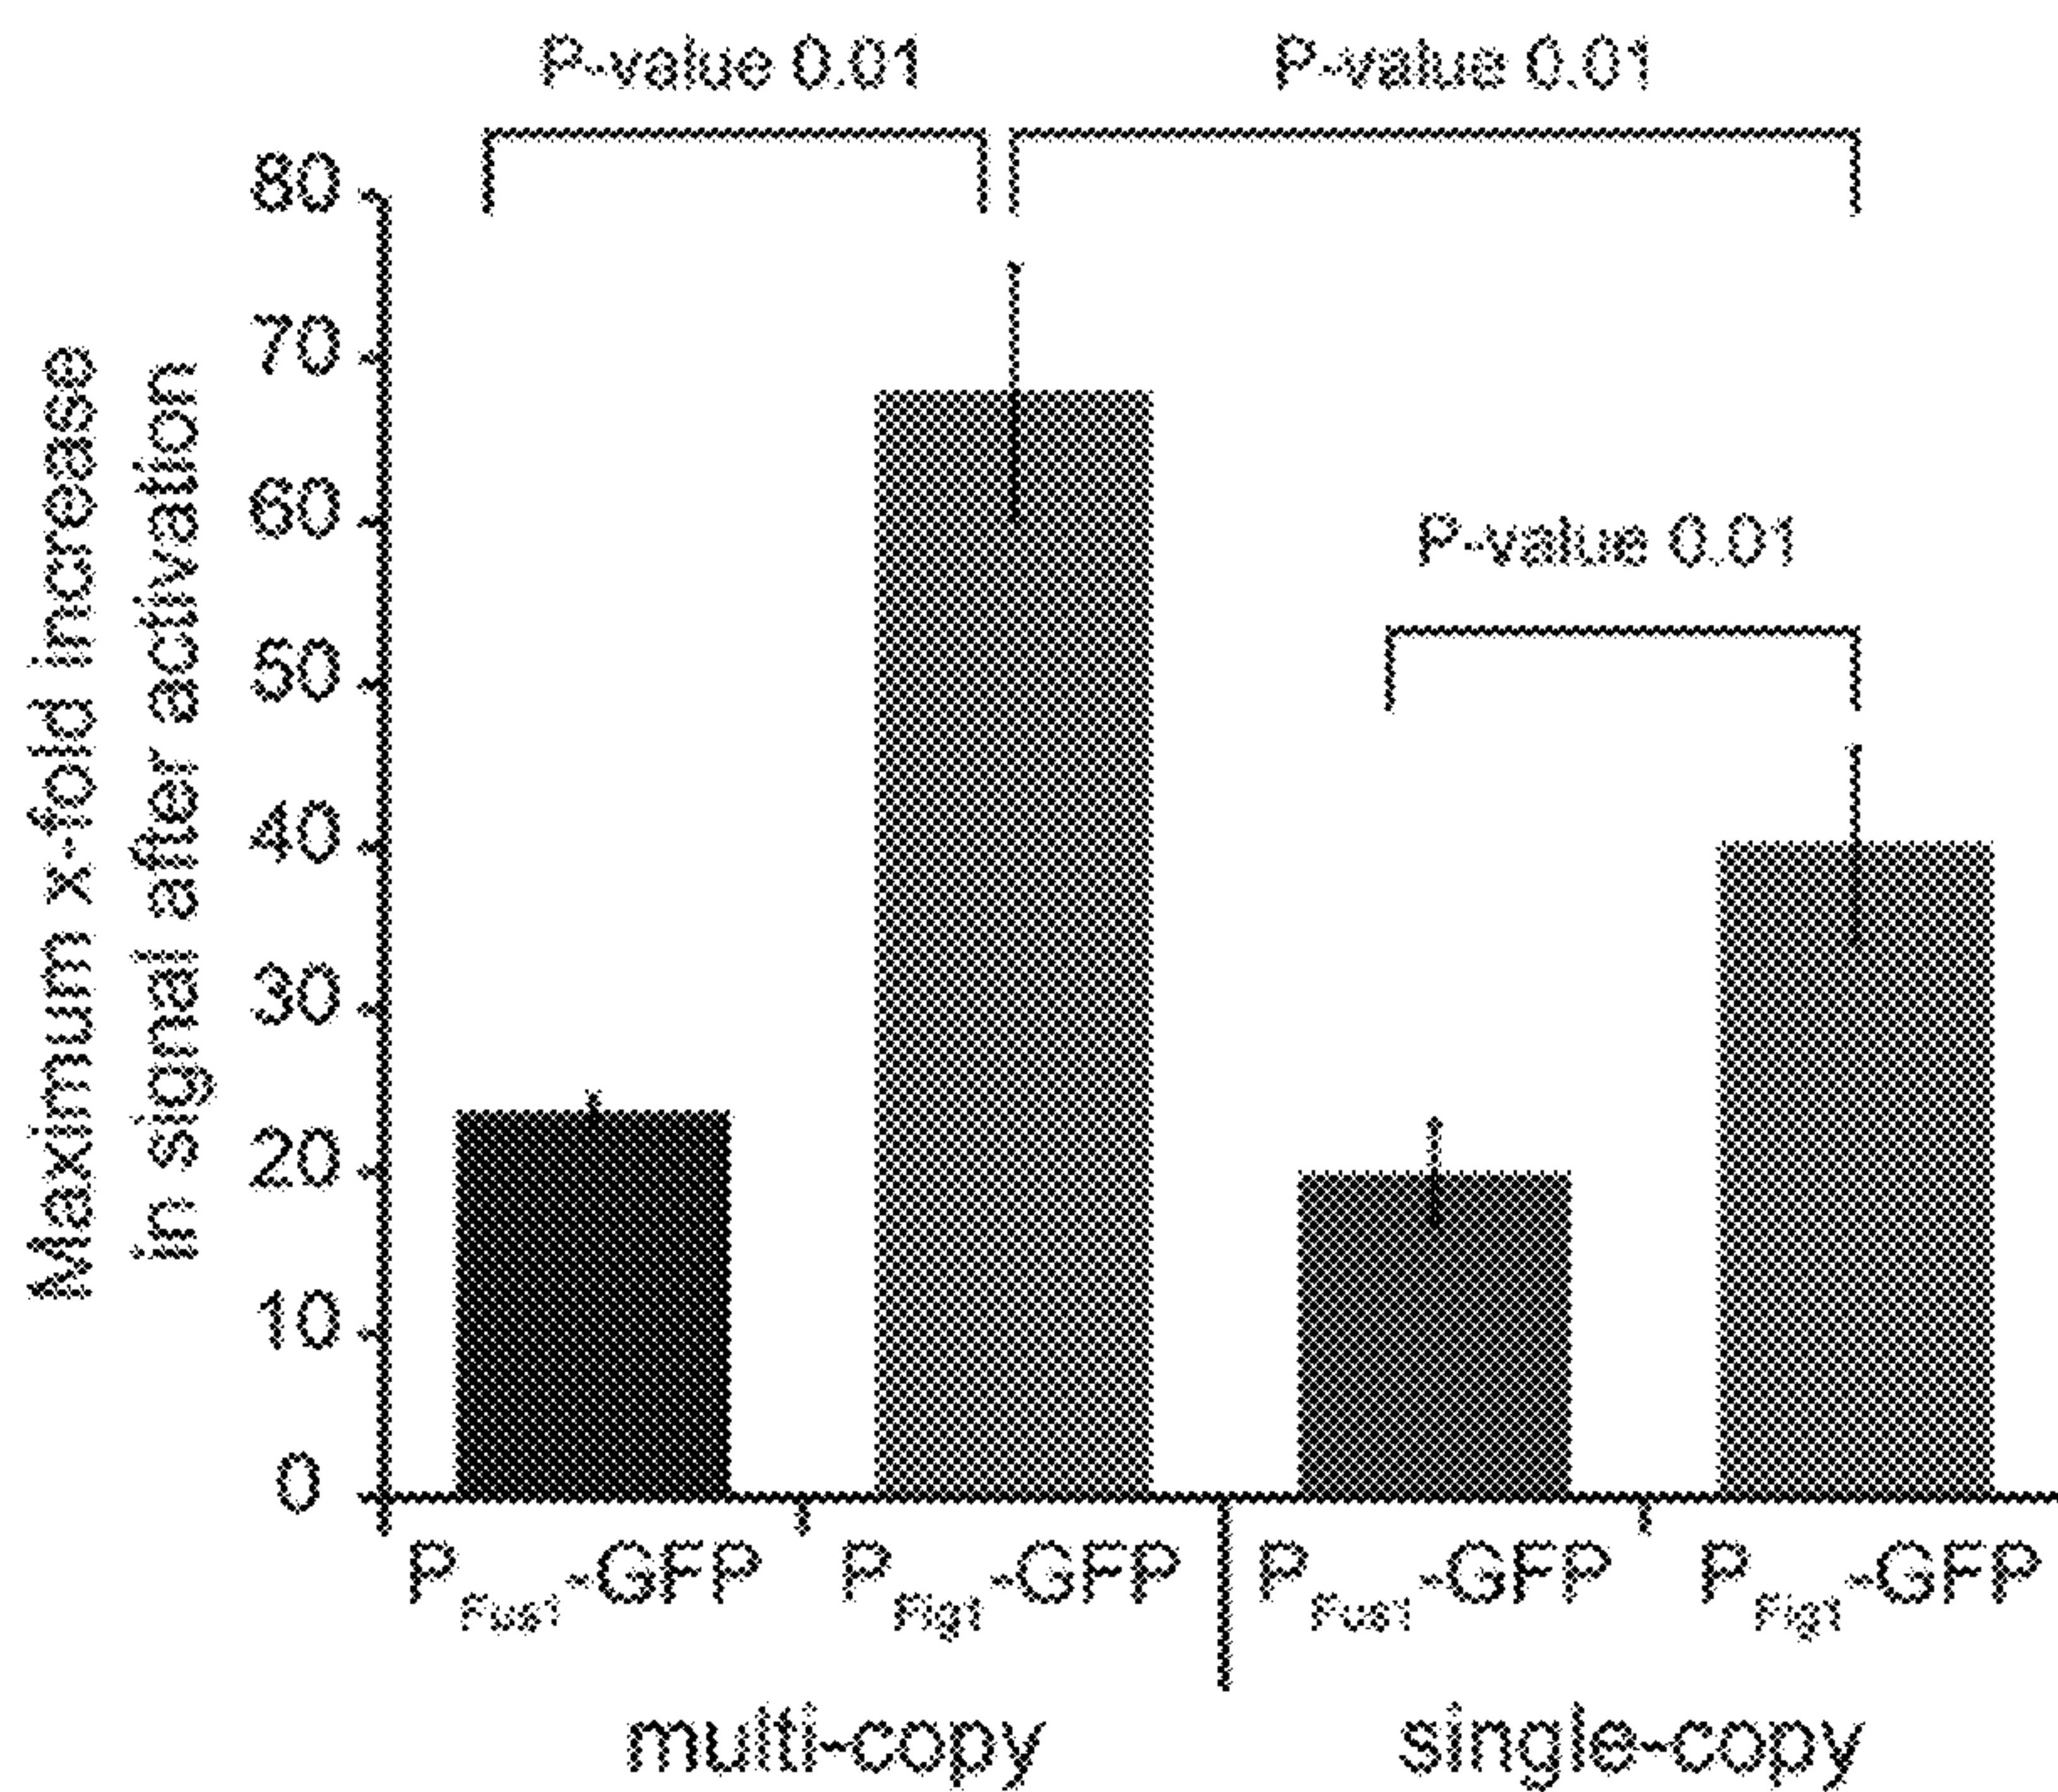 P-value 0.01 P-value 0.01
80
70
60
50
40
30
20
10
0
Maximum x-fold increase
in signal after activation
P-value 0.01
PFus1-GFP PFig1-GFP PFus1-GFP PFig1-GFP
multi-copy single-copy